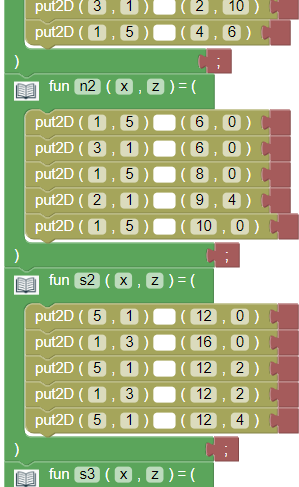 put2D ( 3 , 1 ) ( 2 , 10 )
put2D ( 1 , 5 ) ( 4 , 6 )
) ;
fun n2 ( x , z ) = (
put2D ( 1 , 5 ) ( 6 , 0 )
put2D ( 3 , 1 ) ( 6 , 0 )
put2D ( 1 , 5 ) ( 8 , 0 )
put2D ( 2 , 1 ) ( 9 , 4 )
put2D ( 1 , 5 ) ( 10 , 0 )
) ;
fun s2 ( x , z ) = (
put2D ( 5 , 1 ) ( 12 , 0 )
put2D ( 1 , 3 ) ( 16 , 0 )
put2D ( 5 , 1 ) ( 12 , 2 )
put2D ( 1 , 3 ) ( 12 , 2 )
put2D ( 5 , 1 ) ( 12 , 4 )
) ;
fun s3 ( x , z ) = (